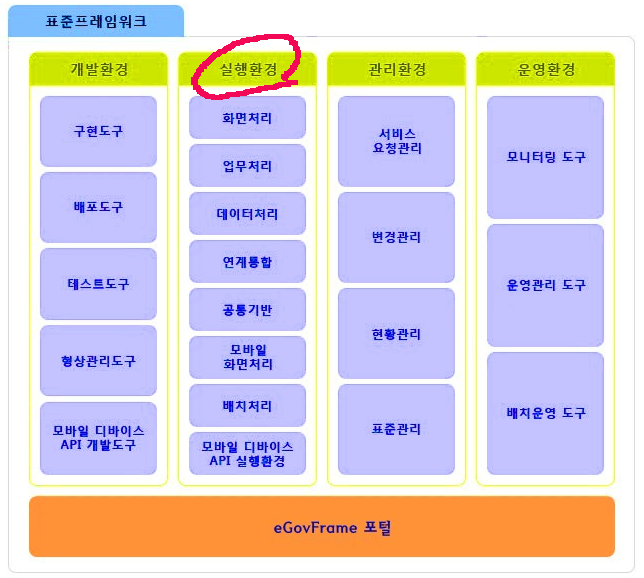 표준프레임워크
개발환경
구현도구
배포도구
테스트도구
형상관리도구
모바일 디바이스
API 개발도구
실행환경
화면처리
업무처리
데이터처리
연계통합
공통기반
모바일
화면처리
배치처리
모바일 디바이스
API 실행환경
관리환경
서비스
요청관리
변경관리
현황관리
표준관리
운영환경
모니터링 도구
운영관리 도구
배치운영 도구
eGovFrame 포털